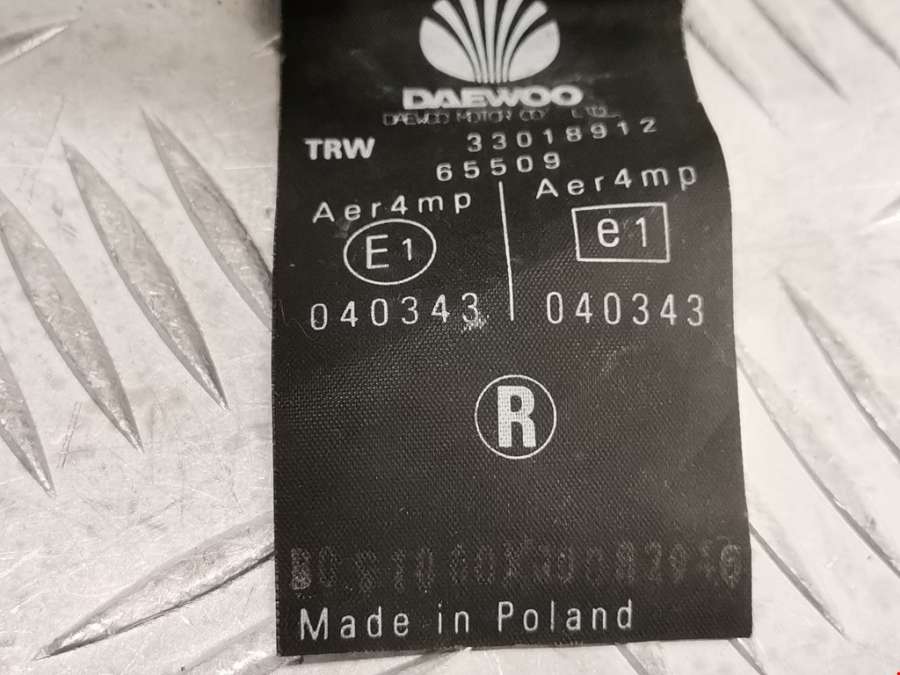 DAEWOO
DAEWOO MOTOR CO. LTD.
TRW 33018912
65509
Aer4mp Aer4mp
E1 e1
040343 040343
R
Made in Poland